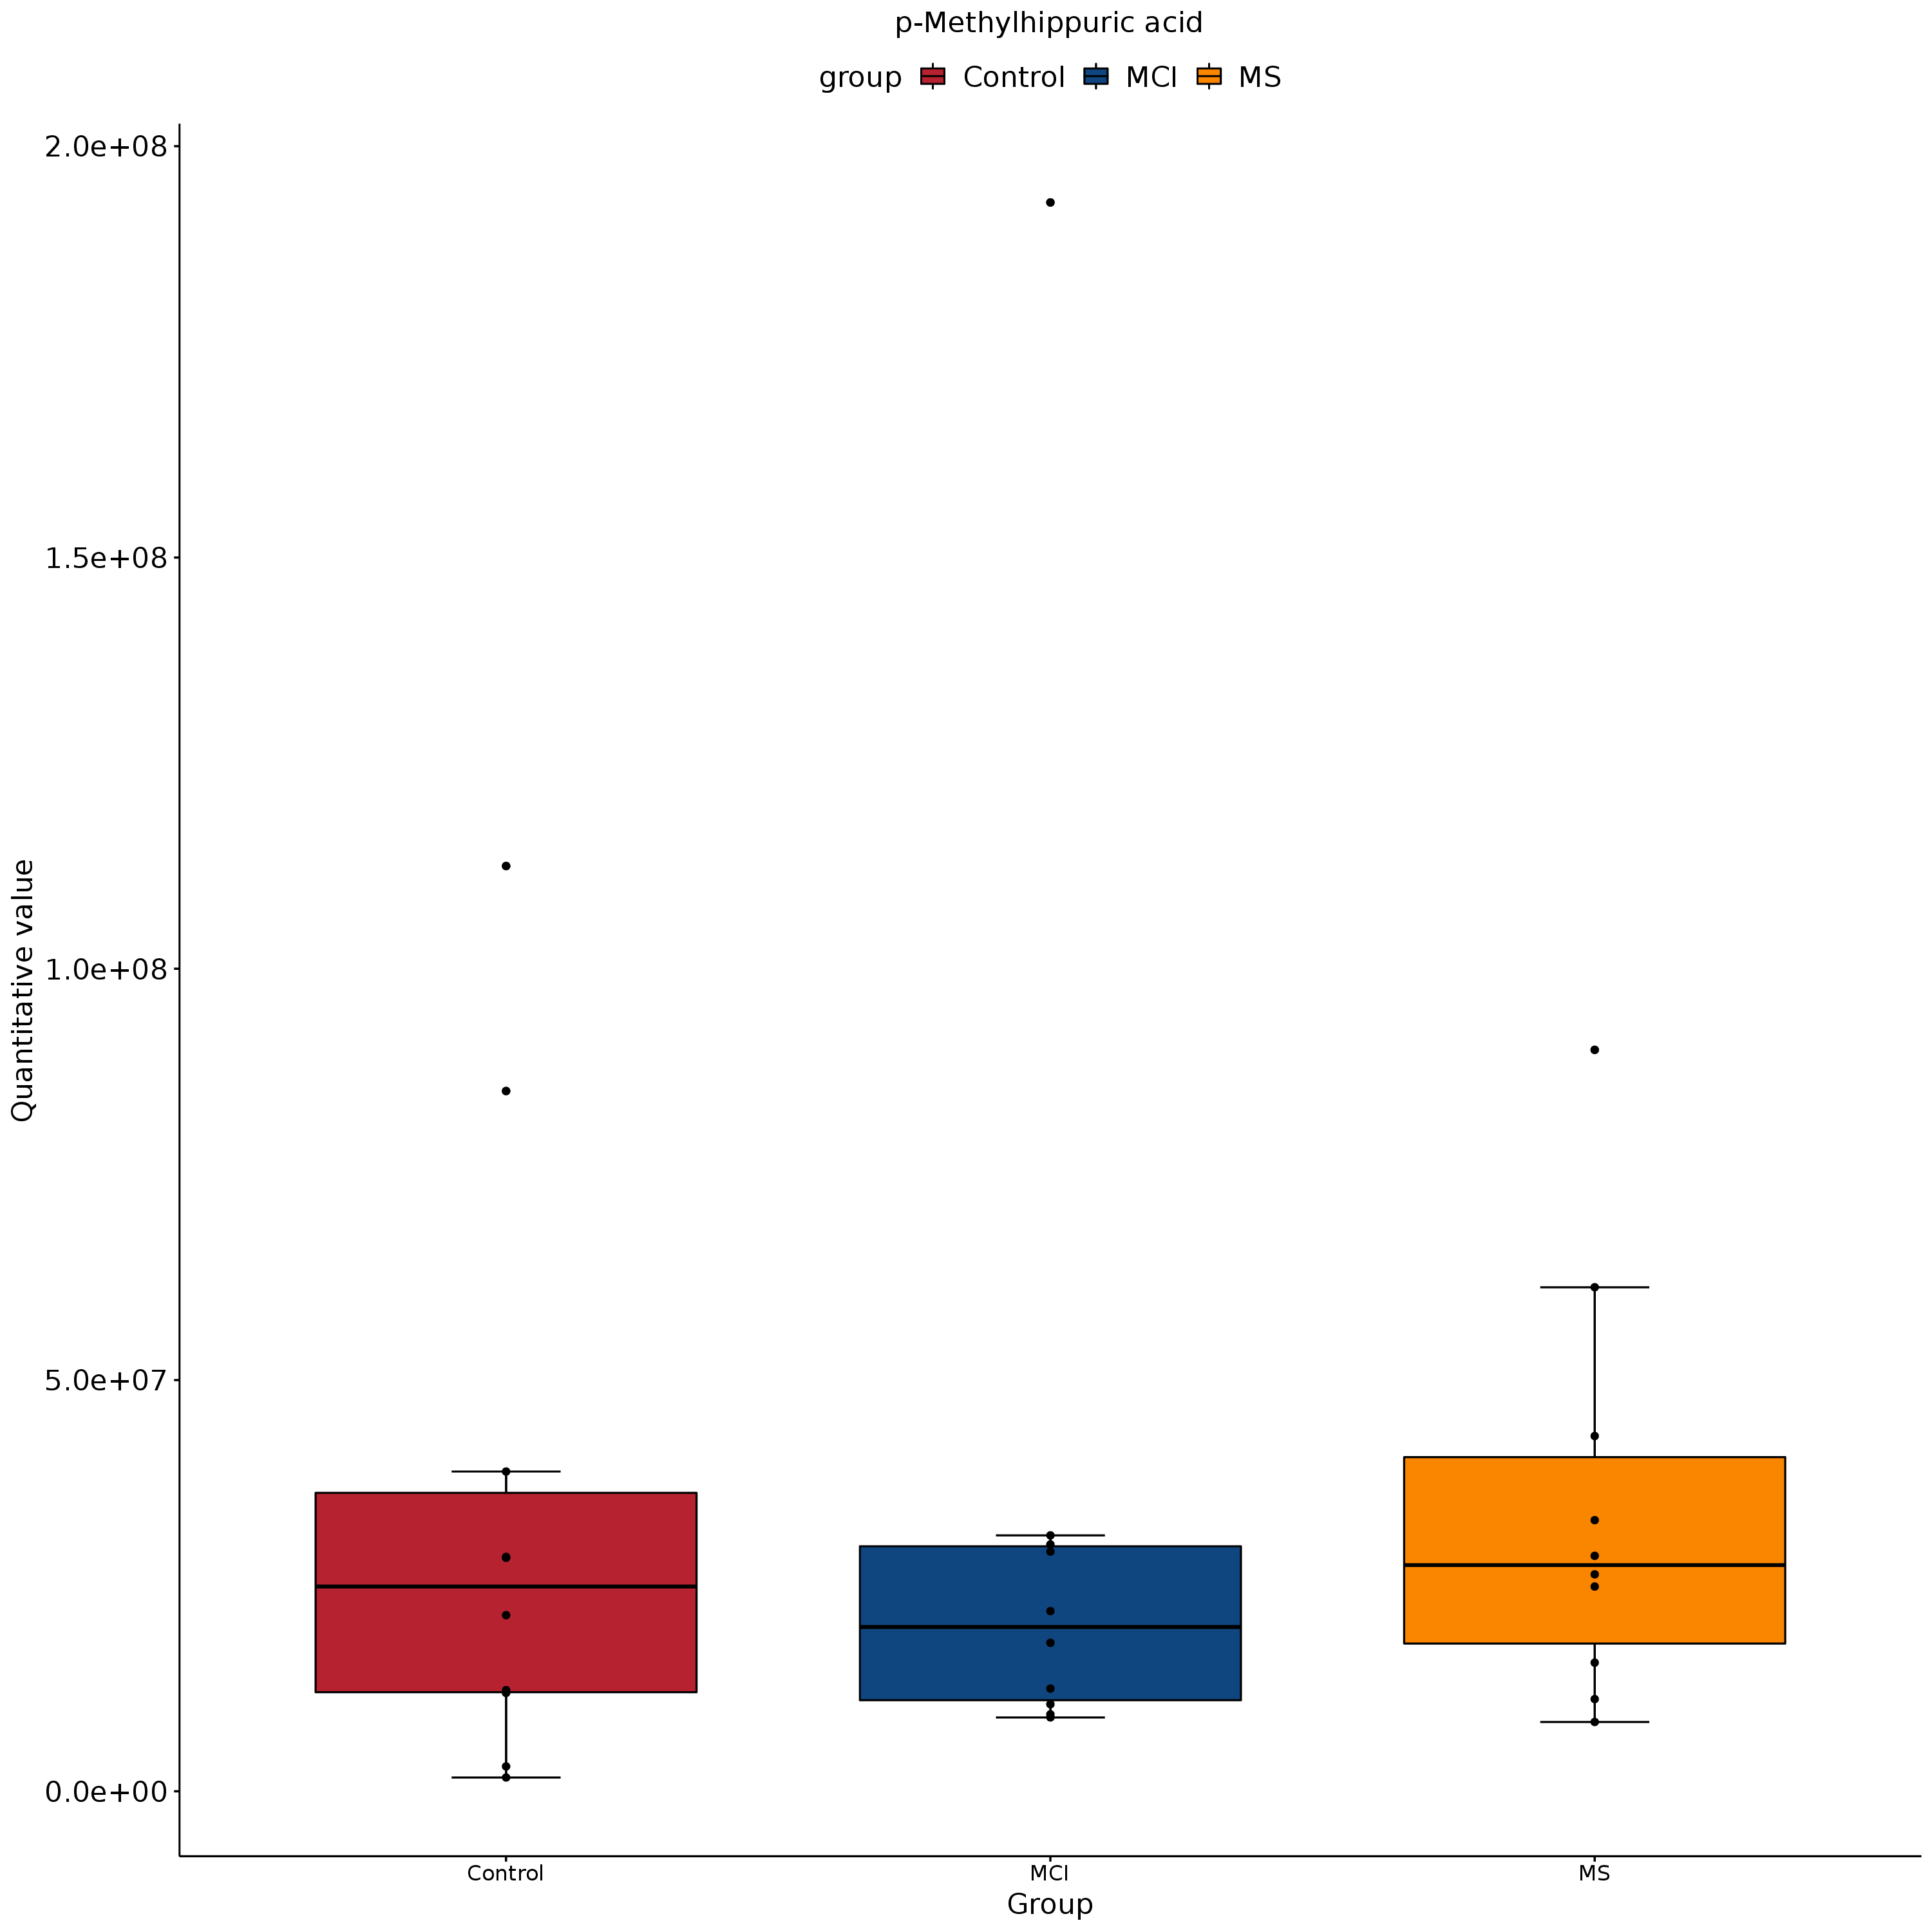 p-Methylhippuric acid
group Control MCI MS
2.0e+08
1.5e+08
1.0e+08
5.0e+07
0.0e+00
Quantitative value
Control MCI MS
Group